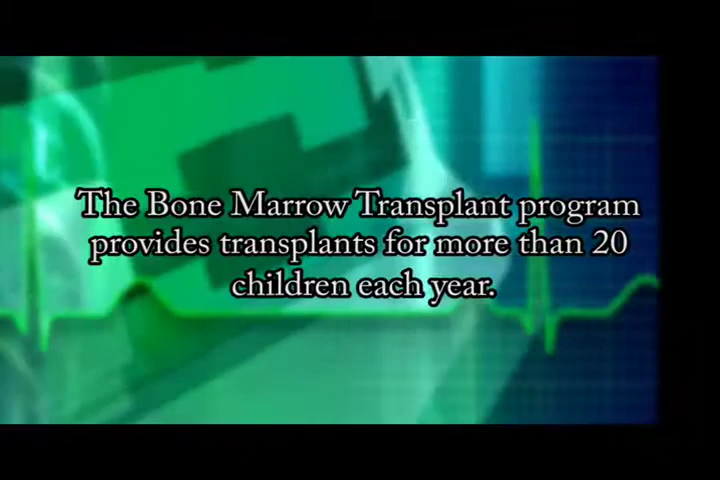 The Bone Marrow Transplant program
provides transplants for more than 20
children each year.